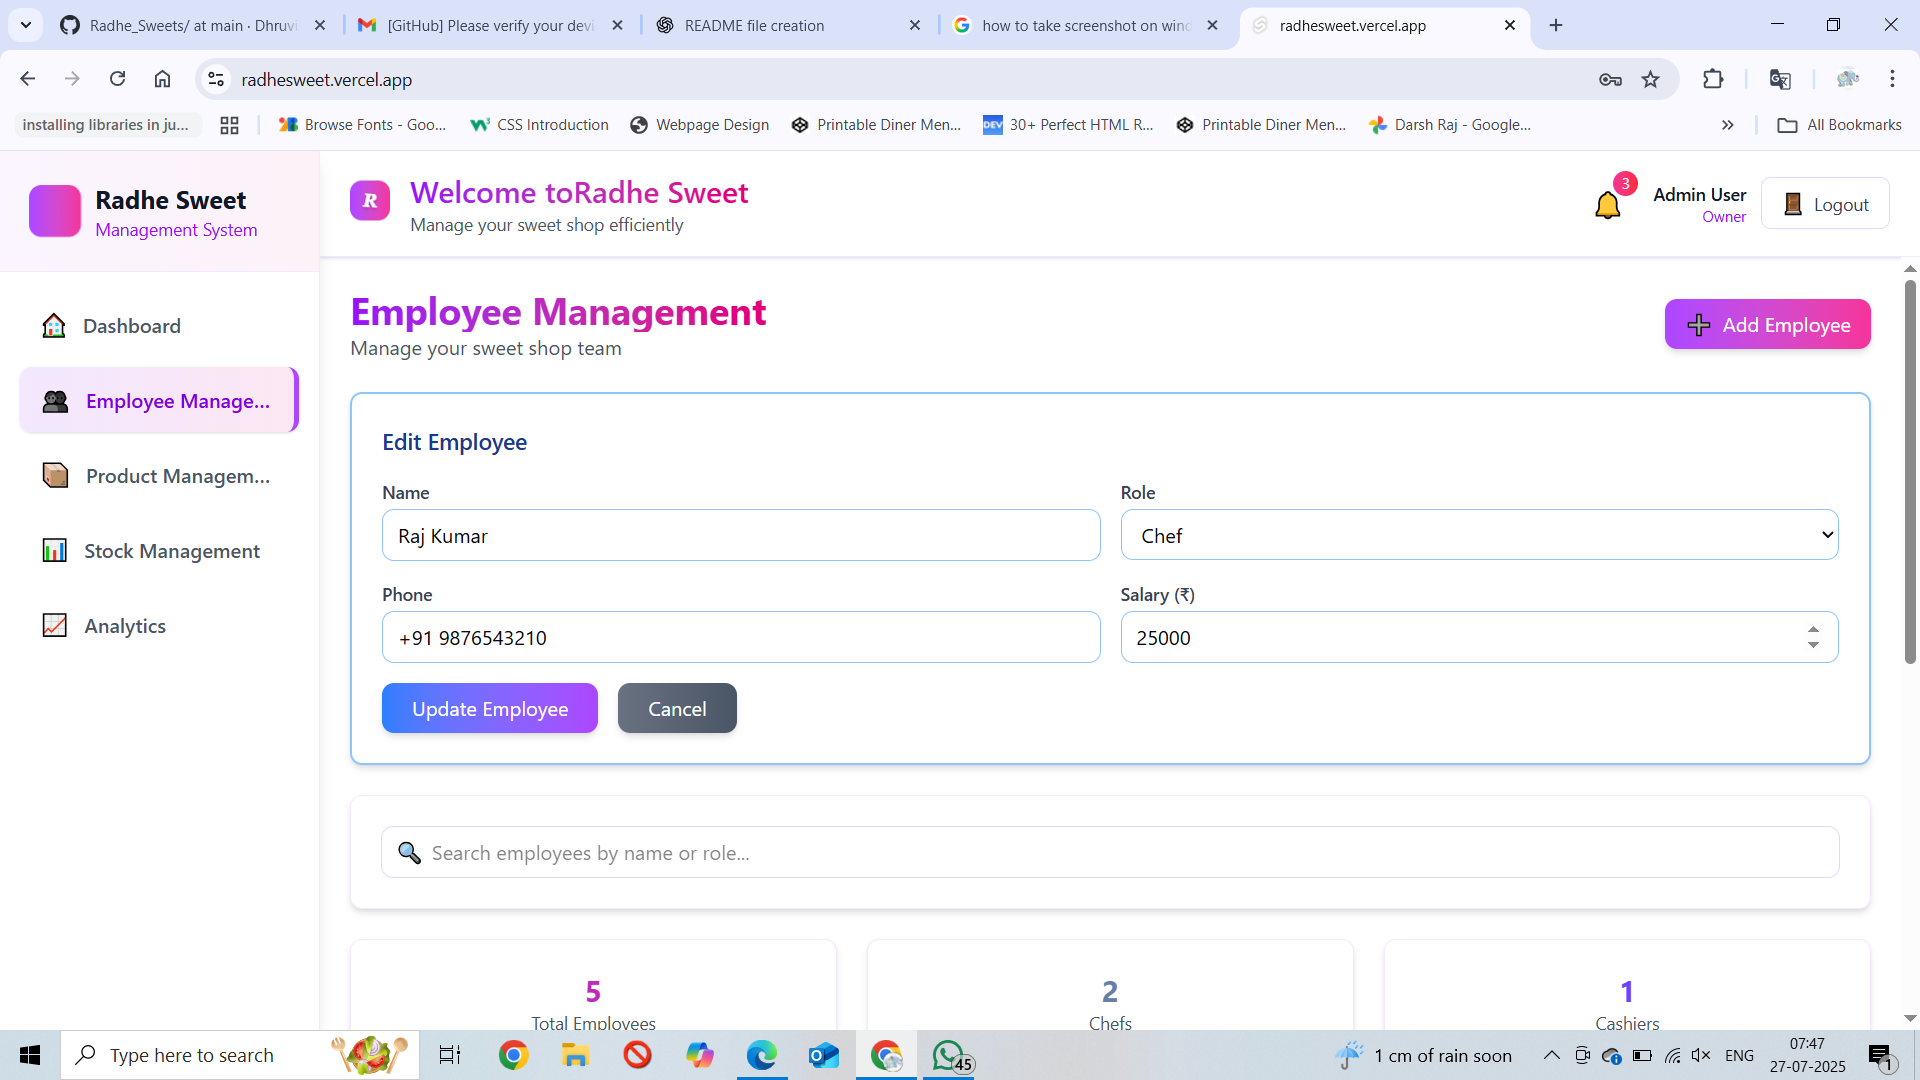 Radhe_Sweets/ at main · Dhruvi
[GitHub] Please verify your devi
README file creation
how to take screenshot on wind
radhesweet.vercel.app
radhesweet.vercel.app
installing libraries in ju...
Browse Fonts - Goo...
CSS Introduction
Webpage Design
Printable Diner Men...
DEV
30+ Perfect HTML R...
Printable Diner Men...
Darsh Raj - Google...
All Bookmarks
Radhe Sweet
Management System
R
Welcome toRadhe Sweet
Manage your sweet shop efficiently
3
Admin User
Owner
Logout
Dashboard
Employee Manage...
Product Managem...
Stock Management
Analytics
Employee Management
Manage your sweet shop team
Add Employee
Edit Employee
Name
Role
Raj Kumar
Chef
Phone
Salary (₹)
+91 9876543210
25000
Update Employee
Cancel
Search employees by name or role...
5
Total Employees
2
Chefs
1
Cashiers
Type here to search
45
1 cm of rain soon
ENG
07:47
27-07-2025
1